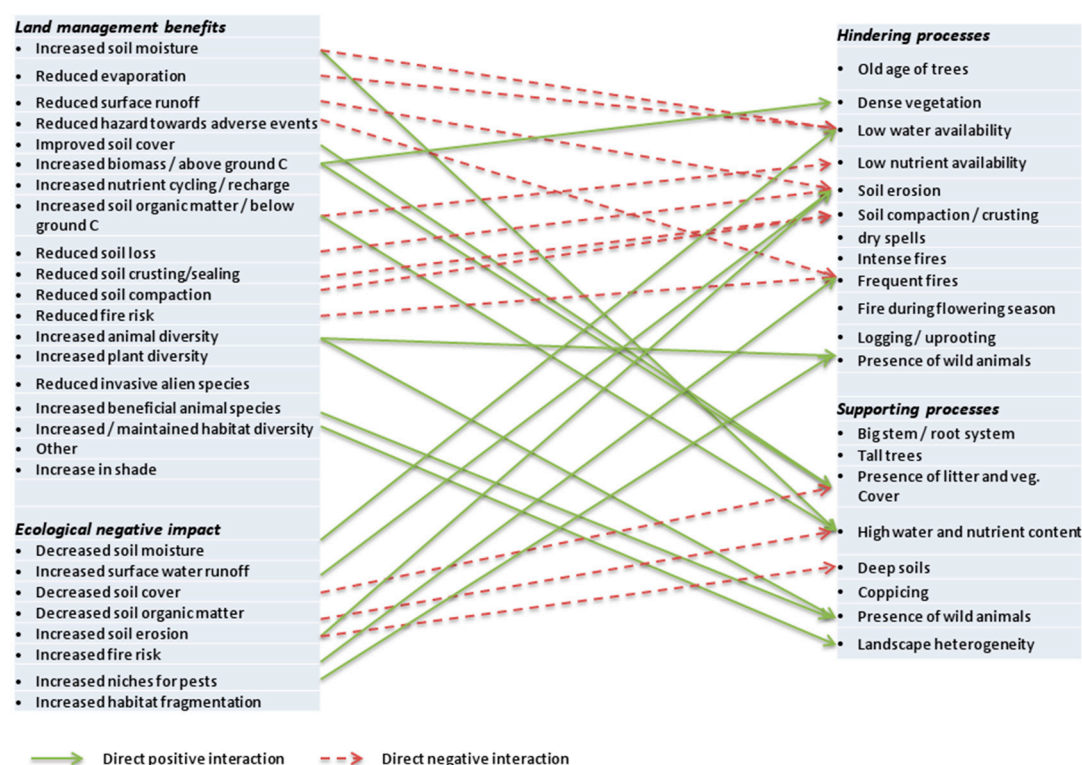 Land management benefits
• Increased soil moisture
• Reduced evaporation
• Reduced surface runoff
• Reduced hazard towards adverse events
• Improved soil cover
• Increased biomass / above ground C
• Increased nutrient cycling / recharge
• Increased soil organic matter / below
ground C
• Reduced soil loss
• Reduced soil crusting/sealing
• Reduced soil compaction
• Reduced fire risk
• Increased animal diversity
• Increased plant diversity
• Reduced invasive alien species
• Increased beneficial animal species
• Increased / maintained habitat diversity
• Other
• Increase in shade
Ecological negative impact
• Decreased soil moisture
• Increased surface water runoff
• Decreased soil cover
• Decreased soil organic matter
• Increased soil erosion
• Increased fire risk
• Increased niches for pests
• Increased habitat fragmentation
Hindering processes
• Old age of trees
• Dense vegetation
• Low water availability
• Low nutrient availability
• Soil erosion
• Soil compaction / crusting
• dry spells
• Intense fires
• Frequent fires
• Fire during flowering season
• Logging / uprooting
• Presence of wild animals
Supporting processes
• Big stem / root system
• Tall trees
• Presence of litter and veg.
Cover
• High water and nutrient content
• Deep soils
• Coppicing
• Presence of wild animals
• Landscape heterogeneity
Direct positive interaction
Direct negative interaction